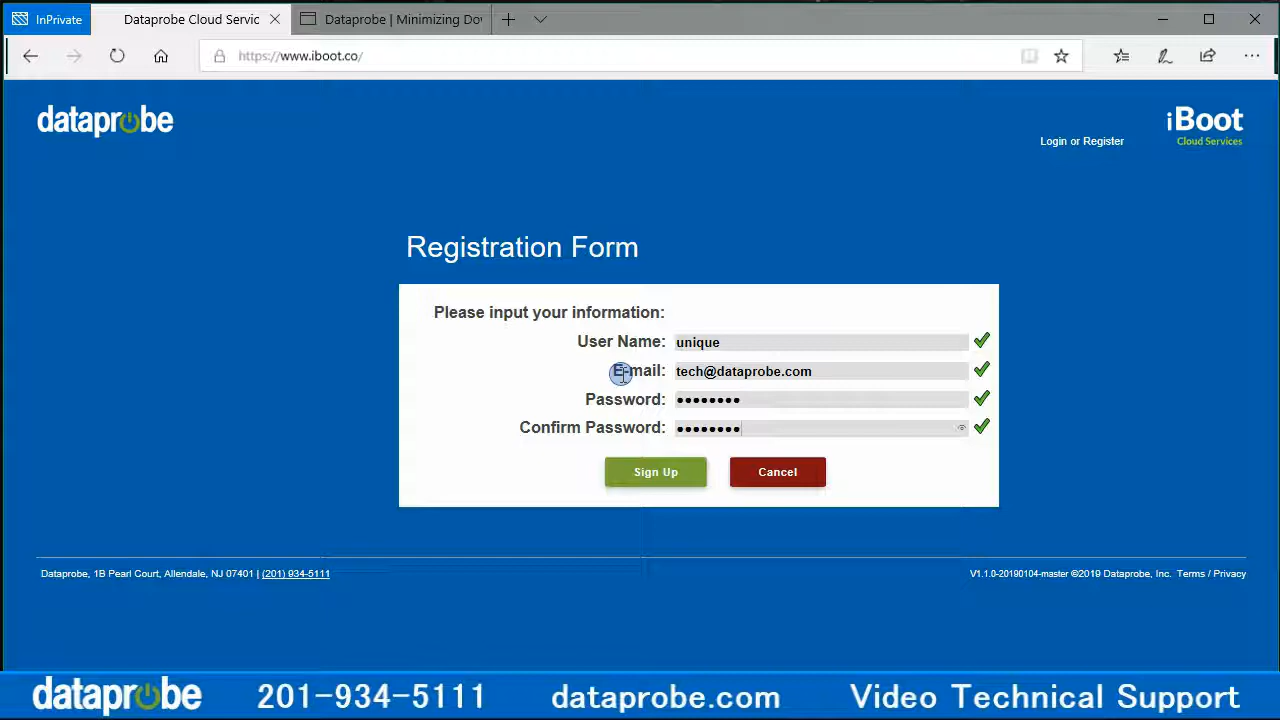 InPrivate
Dataprobe Cloud Servic
Dataprobe | Minimizing Dov
https://www.iboot.co/
dataprobe
iBoot
Cloud Services
Login or Register
Registration Form
Please input your information:
User Name: unique
E-mail: tech@dataprobe.com
Password: ••••••••
Confirm Password: ••••••••
Sign Up Cancel
Dataprobe, 1B Pearl Court, Allendale, NJ 07401 | (201) 934-5111
V1.1.0-20190104-master ©2019 Dataprobe, Inc. Terms / Privacy
dataprobe 201-934-5111 dataprobe.com Video Technical Support